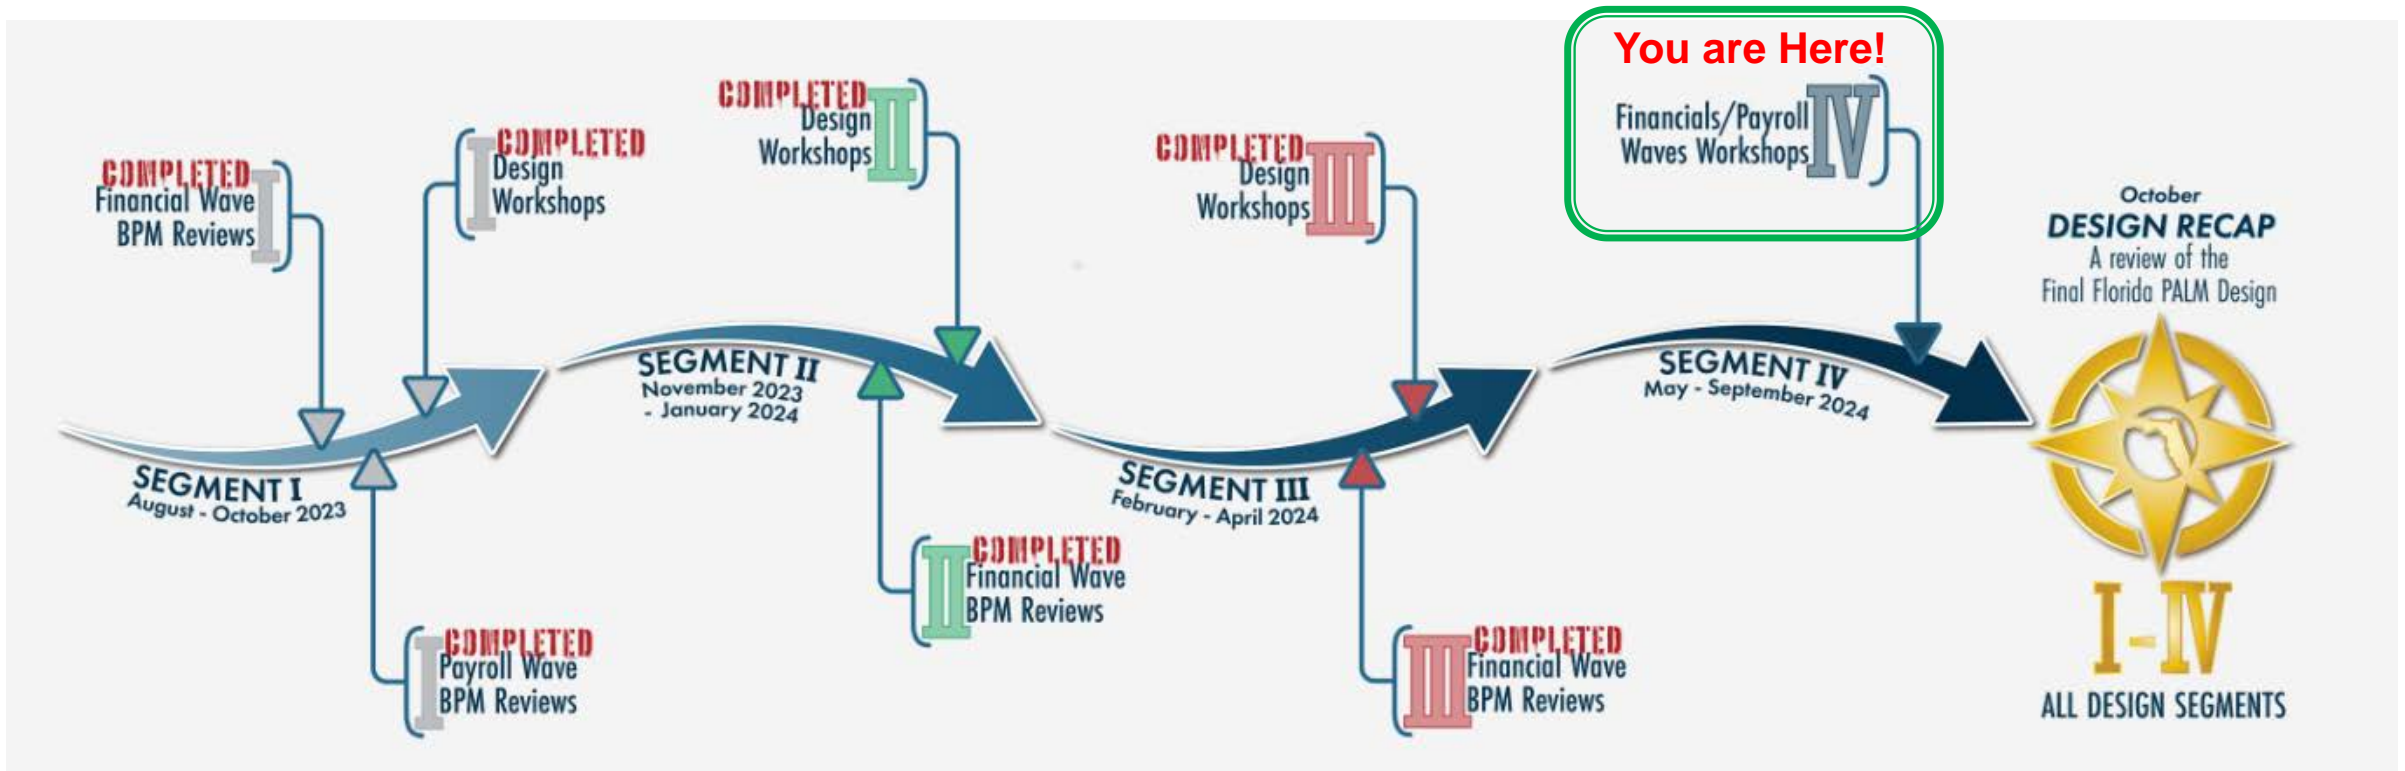 You are Here!
COMPLETED
Financial Wave
BPM Reviews
I
I
COMPLETED
Design
Workshops
COMPLETED
Design
Workshops
II
COMPLETED
Design
Workshops
III
Financials/Payroll
Waves Workshops
IV
October
DESIGN RECAP
A review of the
Final Florida PALM Design
SEGMENT I
August - October 2023
SEGMENT II
November 2023
- January 2024
SEGMENT III
February - April 2024
SEGMENT IV
May - September 2024
I
COMPLETED
Payroll Wave
BPM Reviews
II
COMPLETED
Financial Wave
BPM Reviews
III
COMPLETED
Financial Wave
BPM Reviews
I-IV
ALL DESIGN SEGMENTS